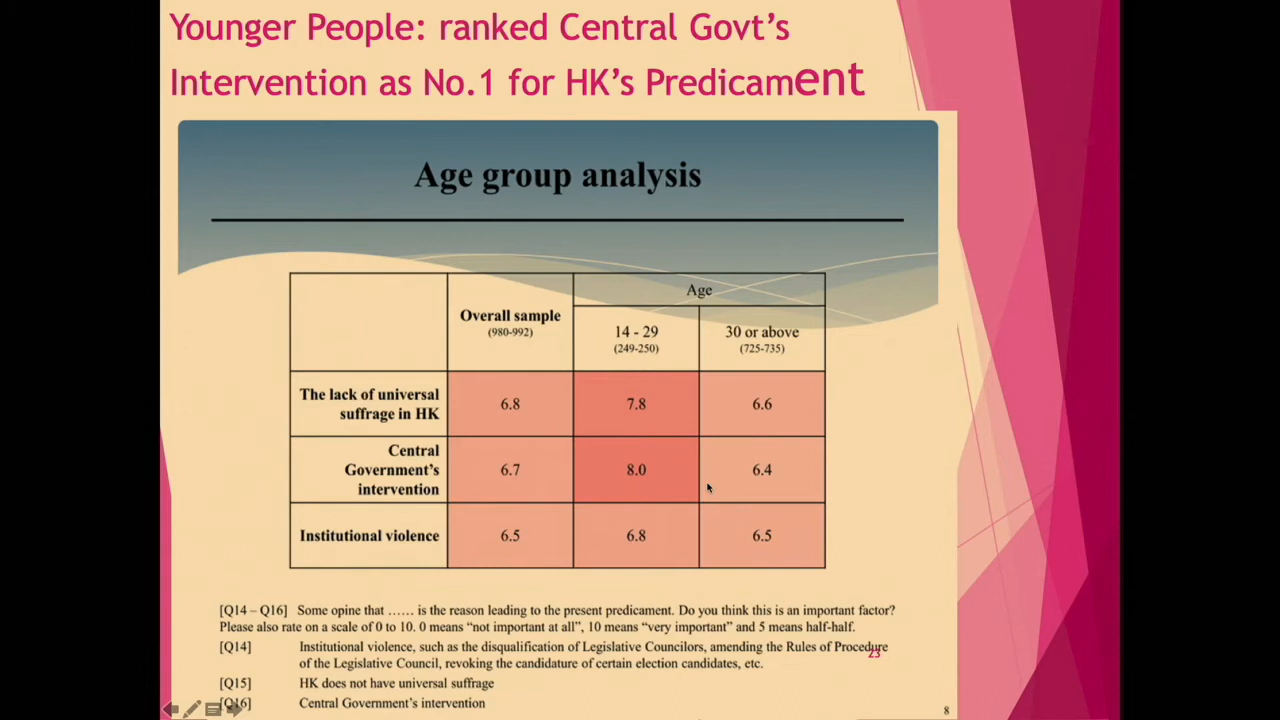 Younger People: ranked Central Govt’s
Intervention as No.1 for HK’s Predicament
Age group analysis
Overall sample
(980-992)
Age
14 - 29
(249-250)
30 or above
(725-735)
The lack of universal
suffrage in HK
6.8
7.8
6.6
Central
Government’s
intervention
6.7
8.0
6.4
Institutional violence
6.5
6.8
6.5
[Q14 – Q16] Some opine that …… is the reason leading to the present predicament. Do you think this is an important factor?
Please also rate on a scale of 0 to 10. 0 means “not important at all”, 10 means “very important” and 5 means half-half.
[Q14] Institutional violence, such as the disqualification of Legislative Councilors, amending the Rules of Procedure
of the Legislative Council, revoking the candidature of certain election candidates, etc.
23
[Q15] HK does not have universal suffrage
[Q16] Central Government’s intervention
8